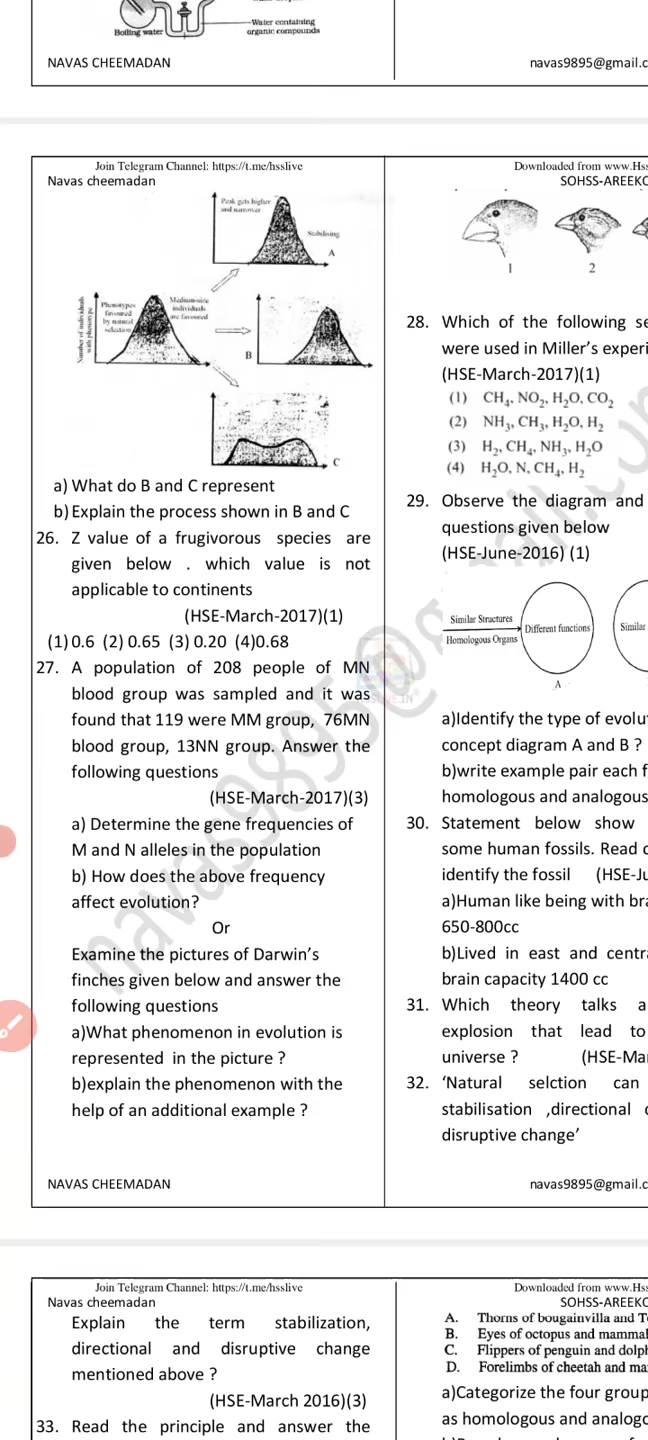 Boiling water
Water containing
organic compounds
NAVAS CHEEMADAN
navas9895@gmail.c
Join Telegram Channel: https://t.me/hsslive
Navas cheemadan
Peak gets higher
and narrower
Stabilising
A
Number of individuals
with phenotype
Phenotypes
favoured
by natural
selection
Medium-size
individuals
are favoured
B
C
a) What do B and C represent
b) Explain the process shown in B and C
26. Z value of a frugivorous species are
given below . which value is not
applicable to continents
(HSE-March-2017)(1)
(1) 0.6 (2) 0.65 (3) 0.20 (4)0.68
27. A population of 208 people of MN
blood group was sampled and it was
found that 119 were MM group, 76MN
blood group, 13NN group. Answer the
following questions
(HSE-March-2017)(3)
a) Determine the gene frequencies of
M and N alleles in the population
b) How does the above frequency
affect evolution?
Or
Examine the pictures of Darwin's
finches given below and answer the
following questions
a)What phenomenon in evolution is
represented in the picture ?
b)explain the phenomenon with the
help of an additional example ?
NAVAS CHEEMADAN
Downloaded from www.Hss
SOHSS-AREEKO
1 2
28. Which of the following se
were used in Miller's experi
(HSE-March-2017)(1)
(1) CH₄, NO₂, H₂O, CO₂
(2) NH₃, CH₃, H₂O, H₂
(3) H₂, CH₄, NH₃, H₂O
(4) H₂O, N, CH₄, H₂
29. Observe the diagram and
questions given below
(HSE-June-2016) (1)
Similar Structures
Homologous Organs
Different functions
Similar
A
a)Identify the type of evolu
concept diagram A and B ?
b)write example pair each f
homologous and analogous
30. Statement below show
some human fossils. Read c
identify the fossil (HSE-Ju
a)Human like being with bra
650-800cc
b)Lived in east and centra
brain capacity 1400 cc
31. Which theory talks a
explosion that lead to
universe ? (HSE-Mar
32. 'Natural selction can
stabilisation ,directional o
disruptive change'
navas9895@gmail.c
navas9895@gmail.com
Join Telegram Channel: https://t.me/hsslive
Navas cheemadan
Explain the term stabilization,
directional and disruptive change
mentioned above ?
(HSE-March 2016)(3)
33. Read the principle and answer the
Downloaded from www.Hss
SOHSS-AREEKO
A. Thorns of bougainvilla and T
B. Eyes of octopus and mammal
C. Flippers of penguin and dolph
D. Forelimbs of cheetah and ma
a)Categorize the four group
as homologous and analogo